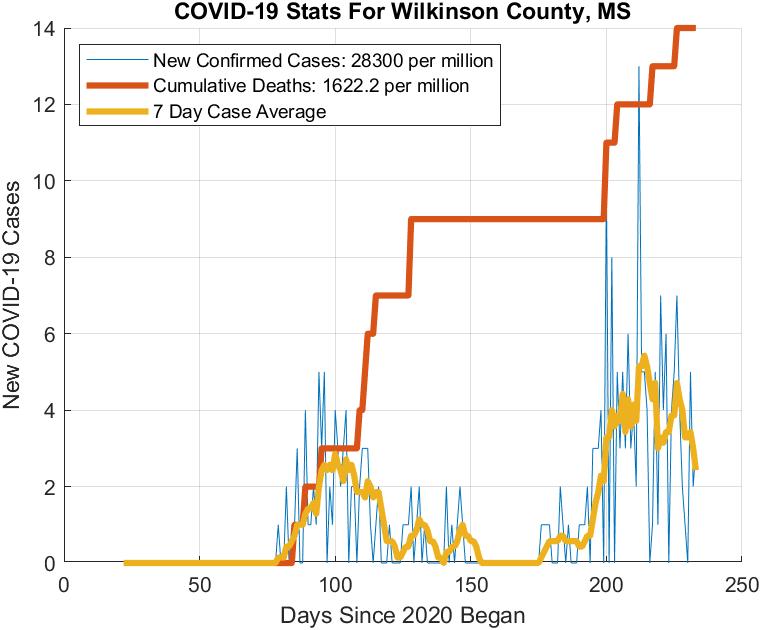 COVID-19 Stats For Wilkinson County, MS
New Confirmed Cases: 28300 per million
Cumulative Deaths: 1622.2 per million
7 Day Case Average
New COVID-19 Cases
14
12
10
8
6
4
2
0
0 50 100 150 200 250
Days Since 2020 Began